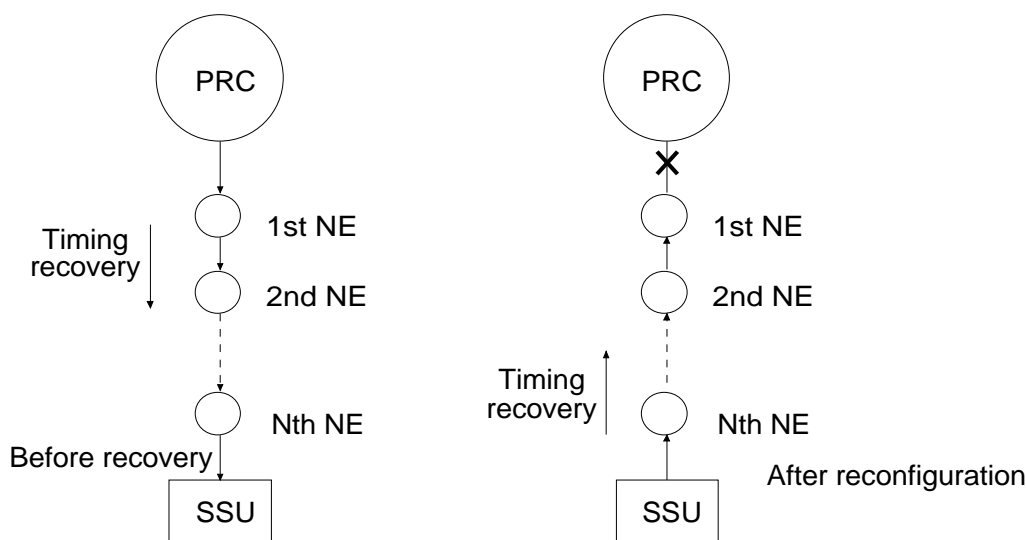 PRC
1st NE
Timing
recovery
2nd NE
Nth NE
Before recovery
SSU
PRC
1st NE
2nd NE
Timing
recovery
Nth NE
After reconfiguration
SSU